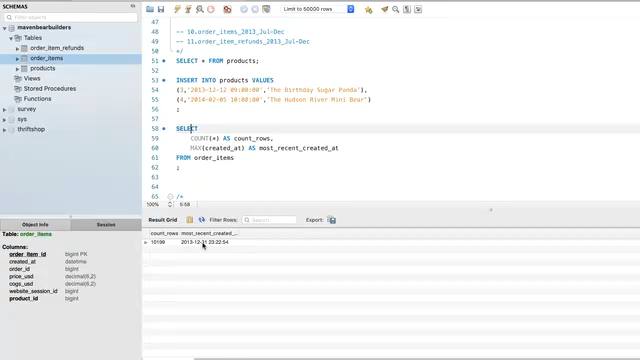 SCHEMAS
Filter objects
mavenbearbuilders
Tables
order_item_refunds
order_items
products
Views
Stored Procedures
Functions
survey
sys
thriftshop
Object Info
Session
Table: order_items
Columns:
order_item_id bigint PK
created_at datetime
order_id bigint
price_usd decimal(6,2)
cogs_usd decimal(6,2)
website_session_id bigint
product_id bigint
Limit to 50000 rows
47
48 -- 10.order_items_2013_Jul-Dec
49 -- 11.order_item_refunds_2013_Jul-Dec
50 */
51 SELECT * FROM products;
53 INSERT INTO products VALUES
54 (3,'2013-12-12 09:00:00','The Birthday Sugar Panda'),
55 (4,'2014-02-05 10:00:00','The Hudson River Mini Bear')
56 ;
58 SELECT
59 COUNT(*) AS count_rows,
60 MAX(created_at) AS most_recent_created_at
61 FROM order_items
62 ;
65 /*
100%
5:58
Result Grid
Filter Rows:
Search
Export:
count_rows most_recent_created_...
10199 2013-12-31 23:22:54